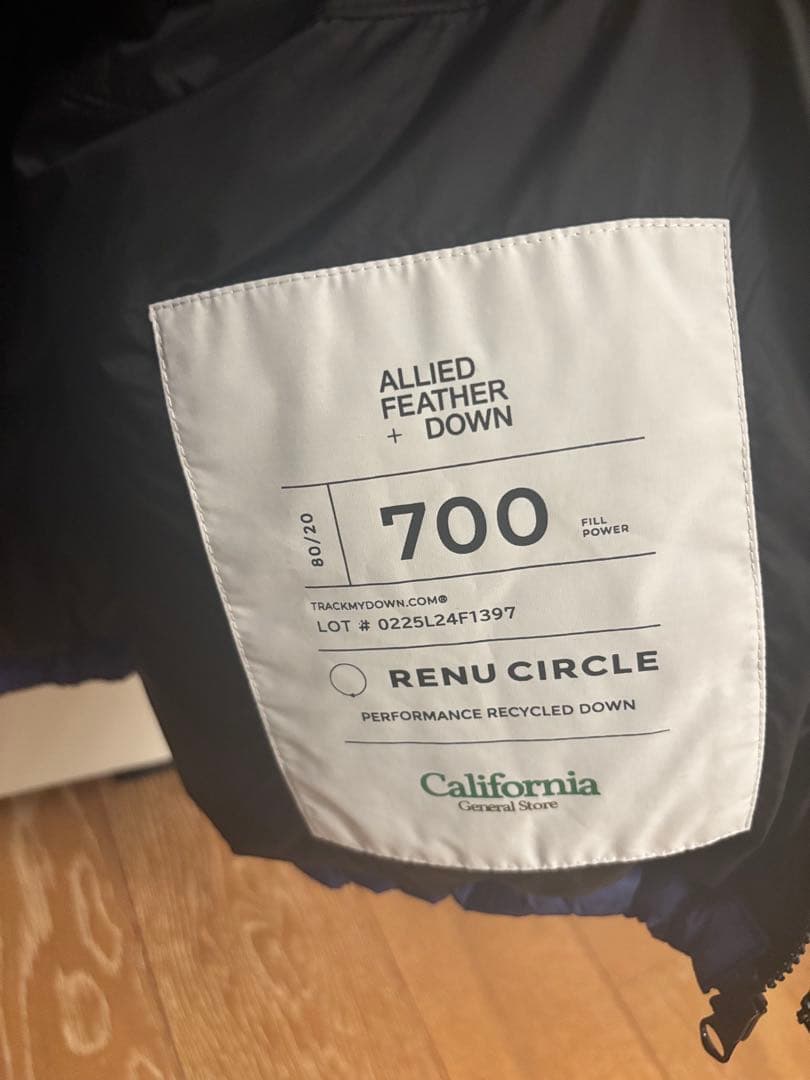 ALLIED
FEATHER
+ DOWN
80/20
700
FILL
POWER
TRACKMYDOWN.COM®
LOT # 0225L24F1397
RENU CIRCLE
PERFORMANCE RECYCLED DOWN
California
General Store